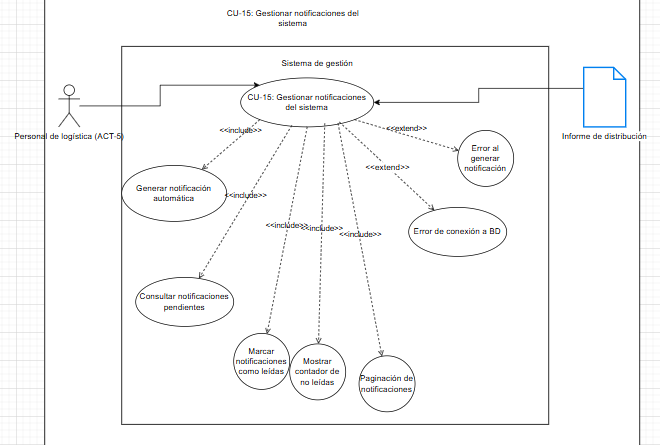 CU-15: Gestionar notificaciones del
sistema
Sistema de gestión
CU-15: Gestionar notificaciones
del sistema
Personal de logística (ACT-5)
Informe de distribución
<<include>>
<<extend>>
Error al
generar
notificación
<<extend>>
Generar notificación
automática
<<include>>
<<include>>
<<include>>
<<include>>
Error de conexión a BD
Consultar notificaciones
pendientes
Marcar
notificaciones
como leídas
Mostrar
contador de
no leídas
Paginación de
notificaciones